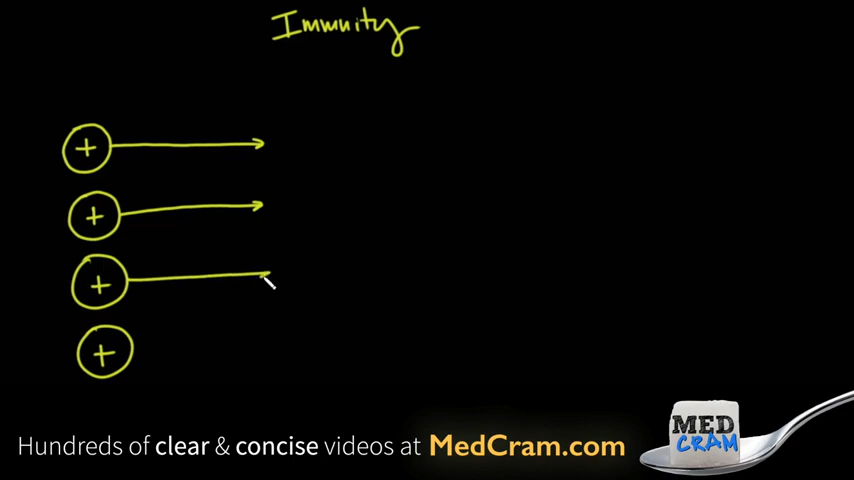 Immunity
+
+
+
+
Hundreds of clear & concise videos at MedCram.com
MED
CRAM